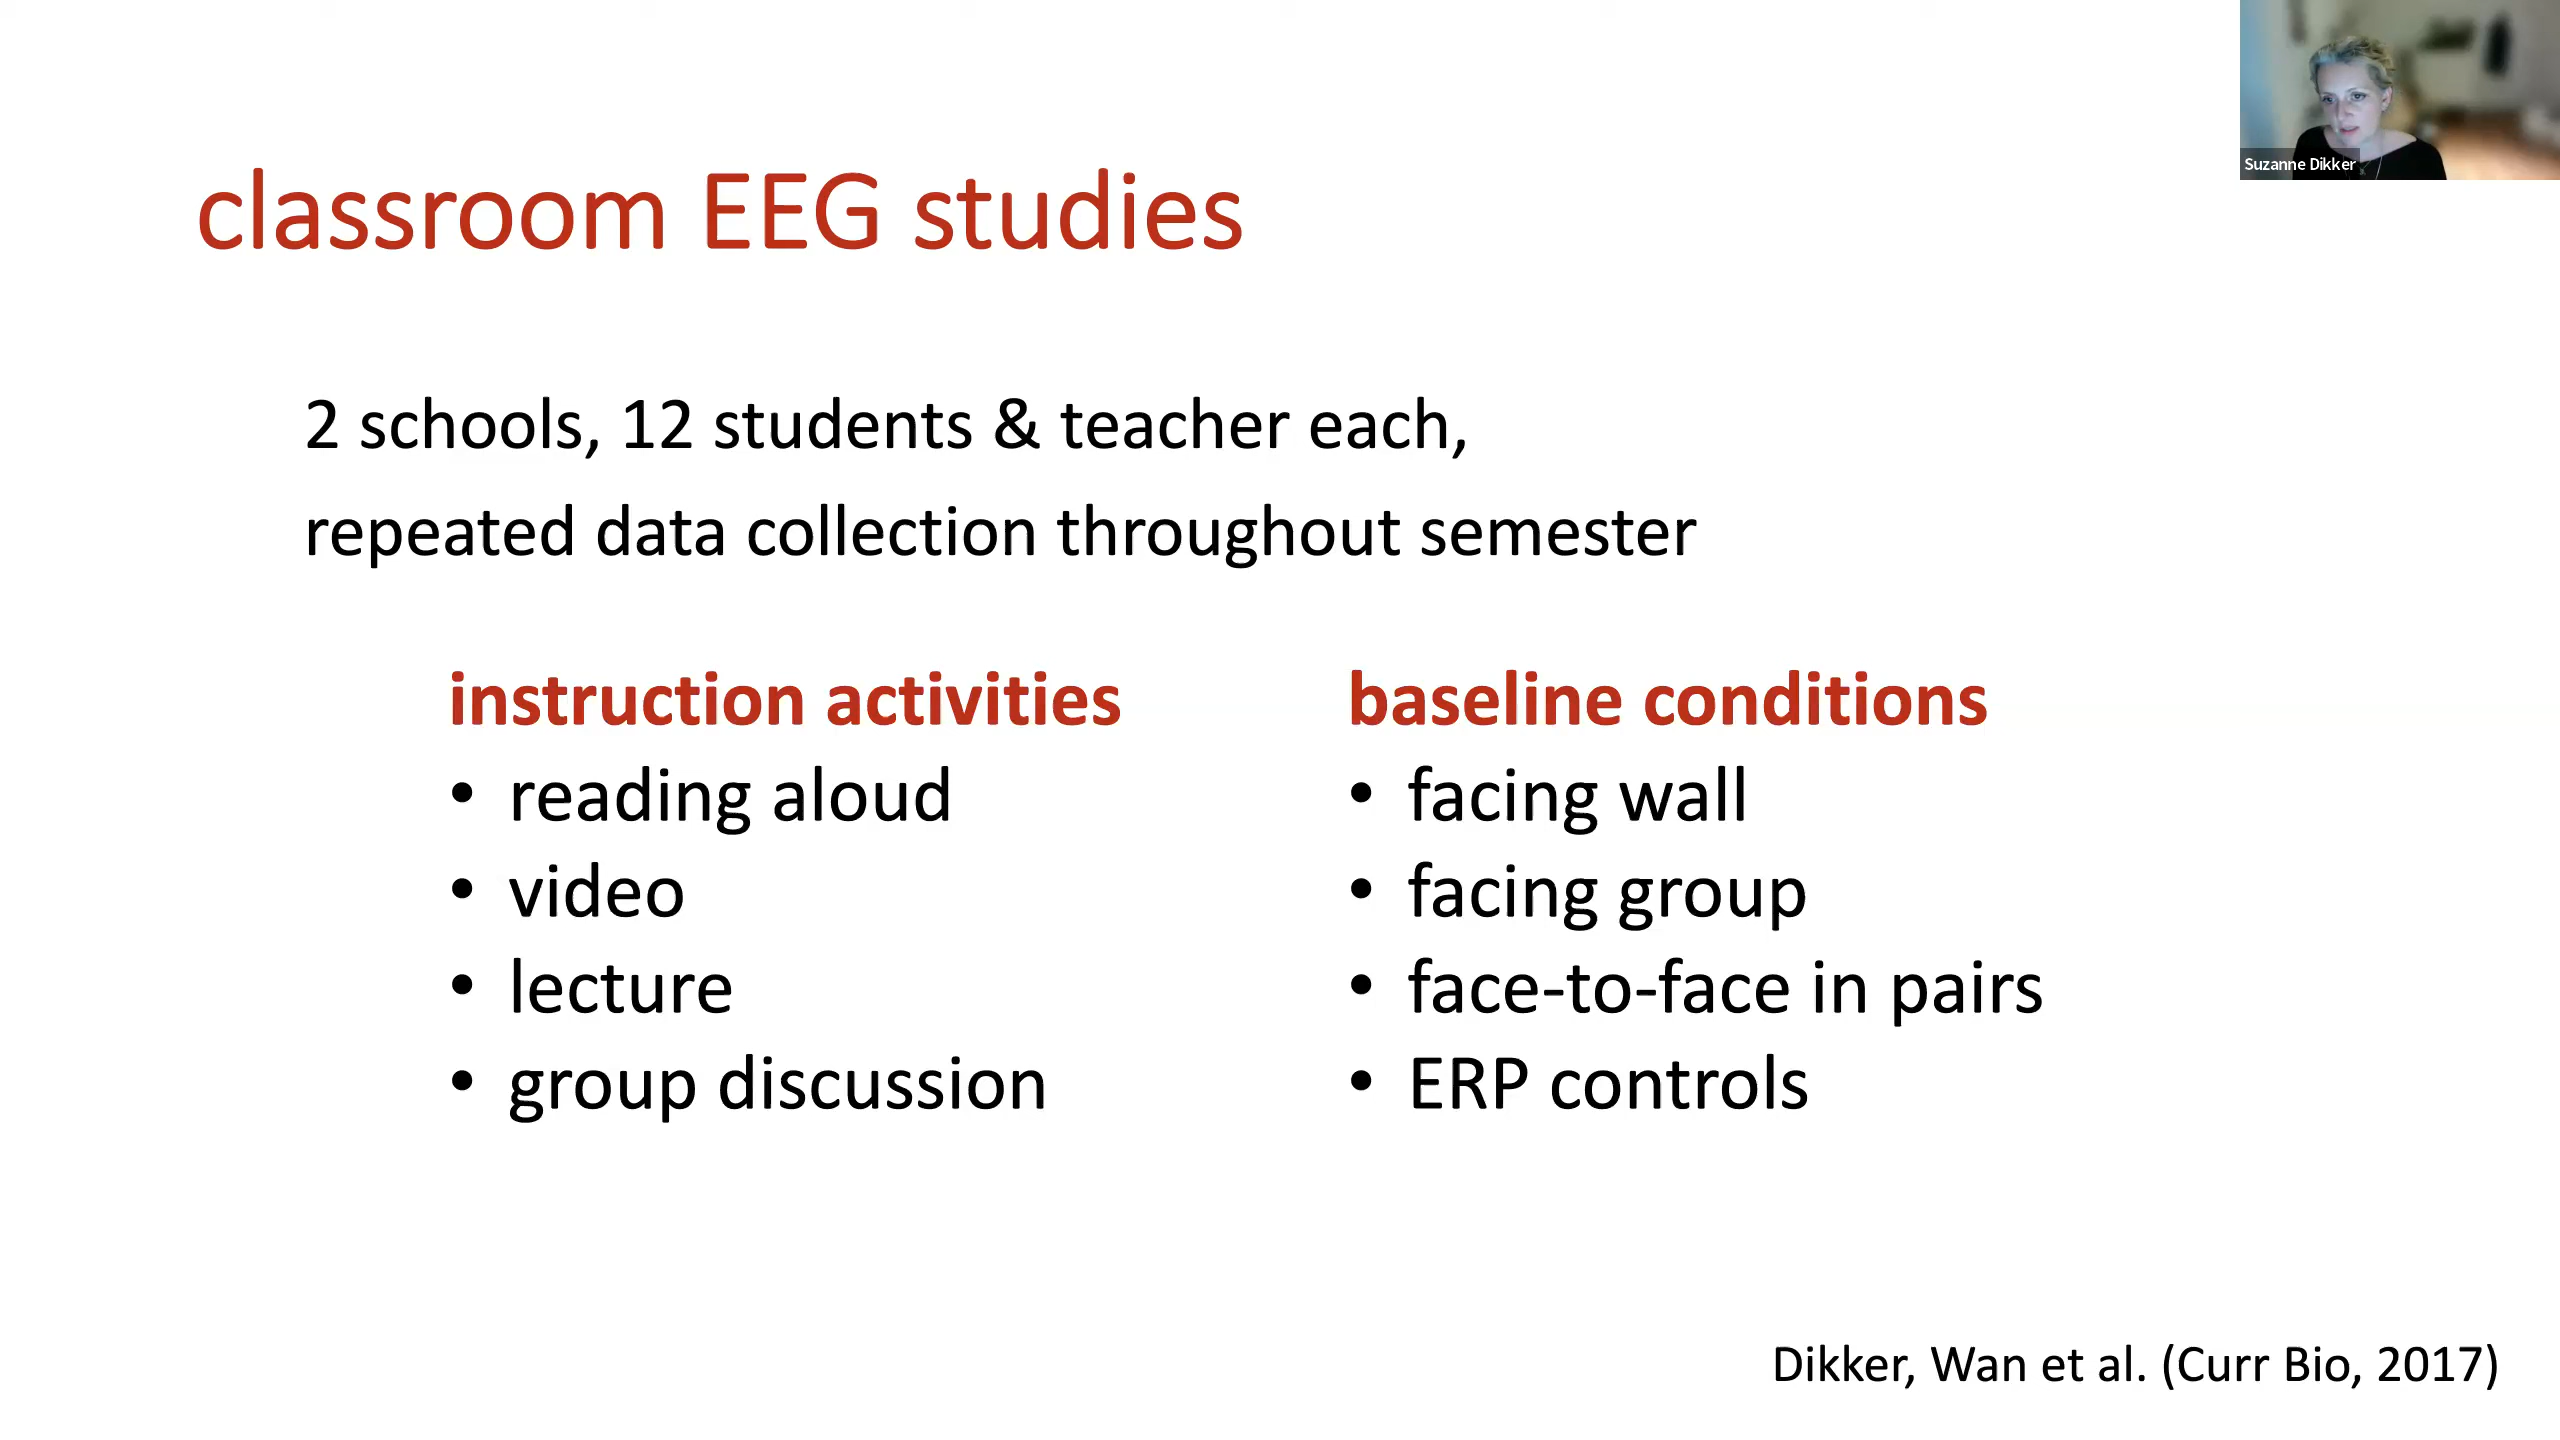 Suzanne Dikker
classroom EEG studies
2 schools, 12 students & teacher each,
repeated data collection throughout semester
instruction activities
• reading aloud
• video
• lecture
• group discussion
baseline conditions
• facing wall
• facing group
• face-to-face in pairs
• ERP controls
Dikker, Wan et al. (Curr Bio, 2017)